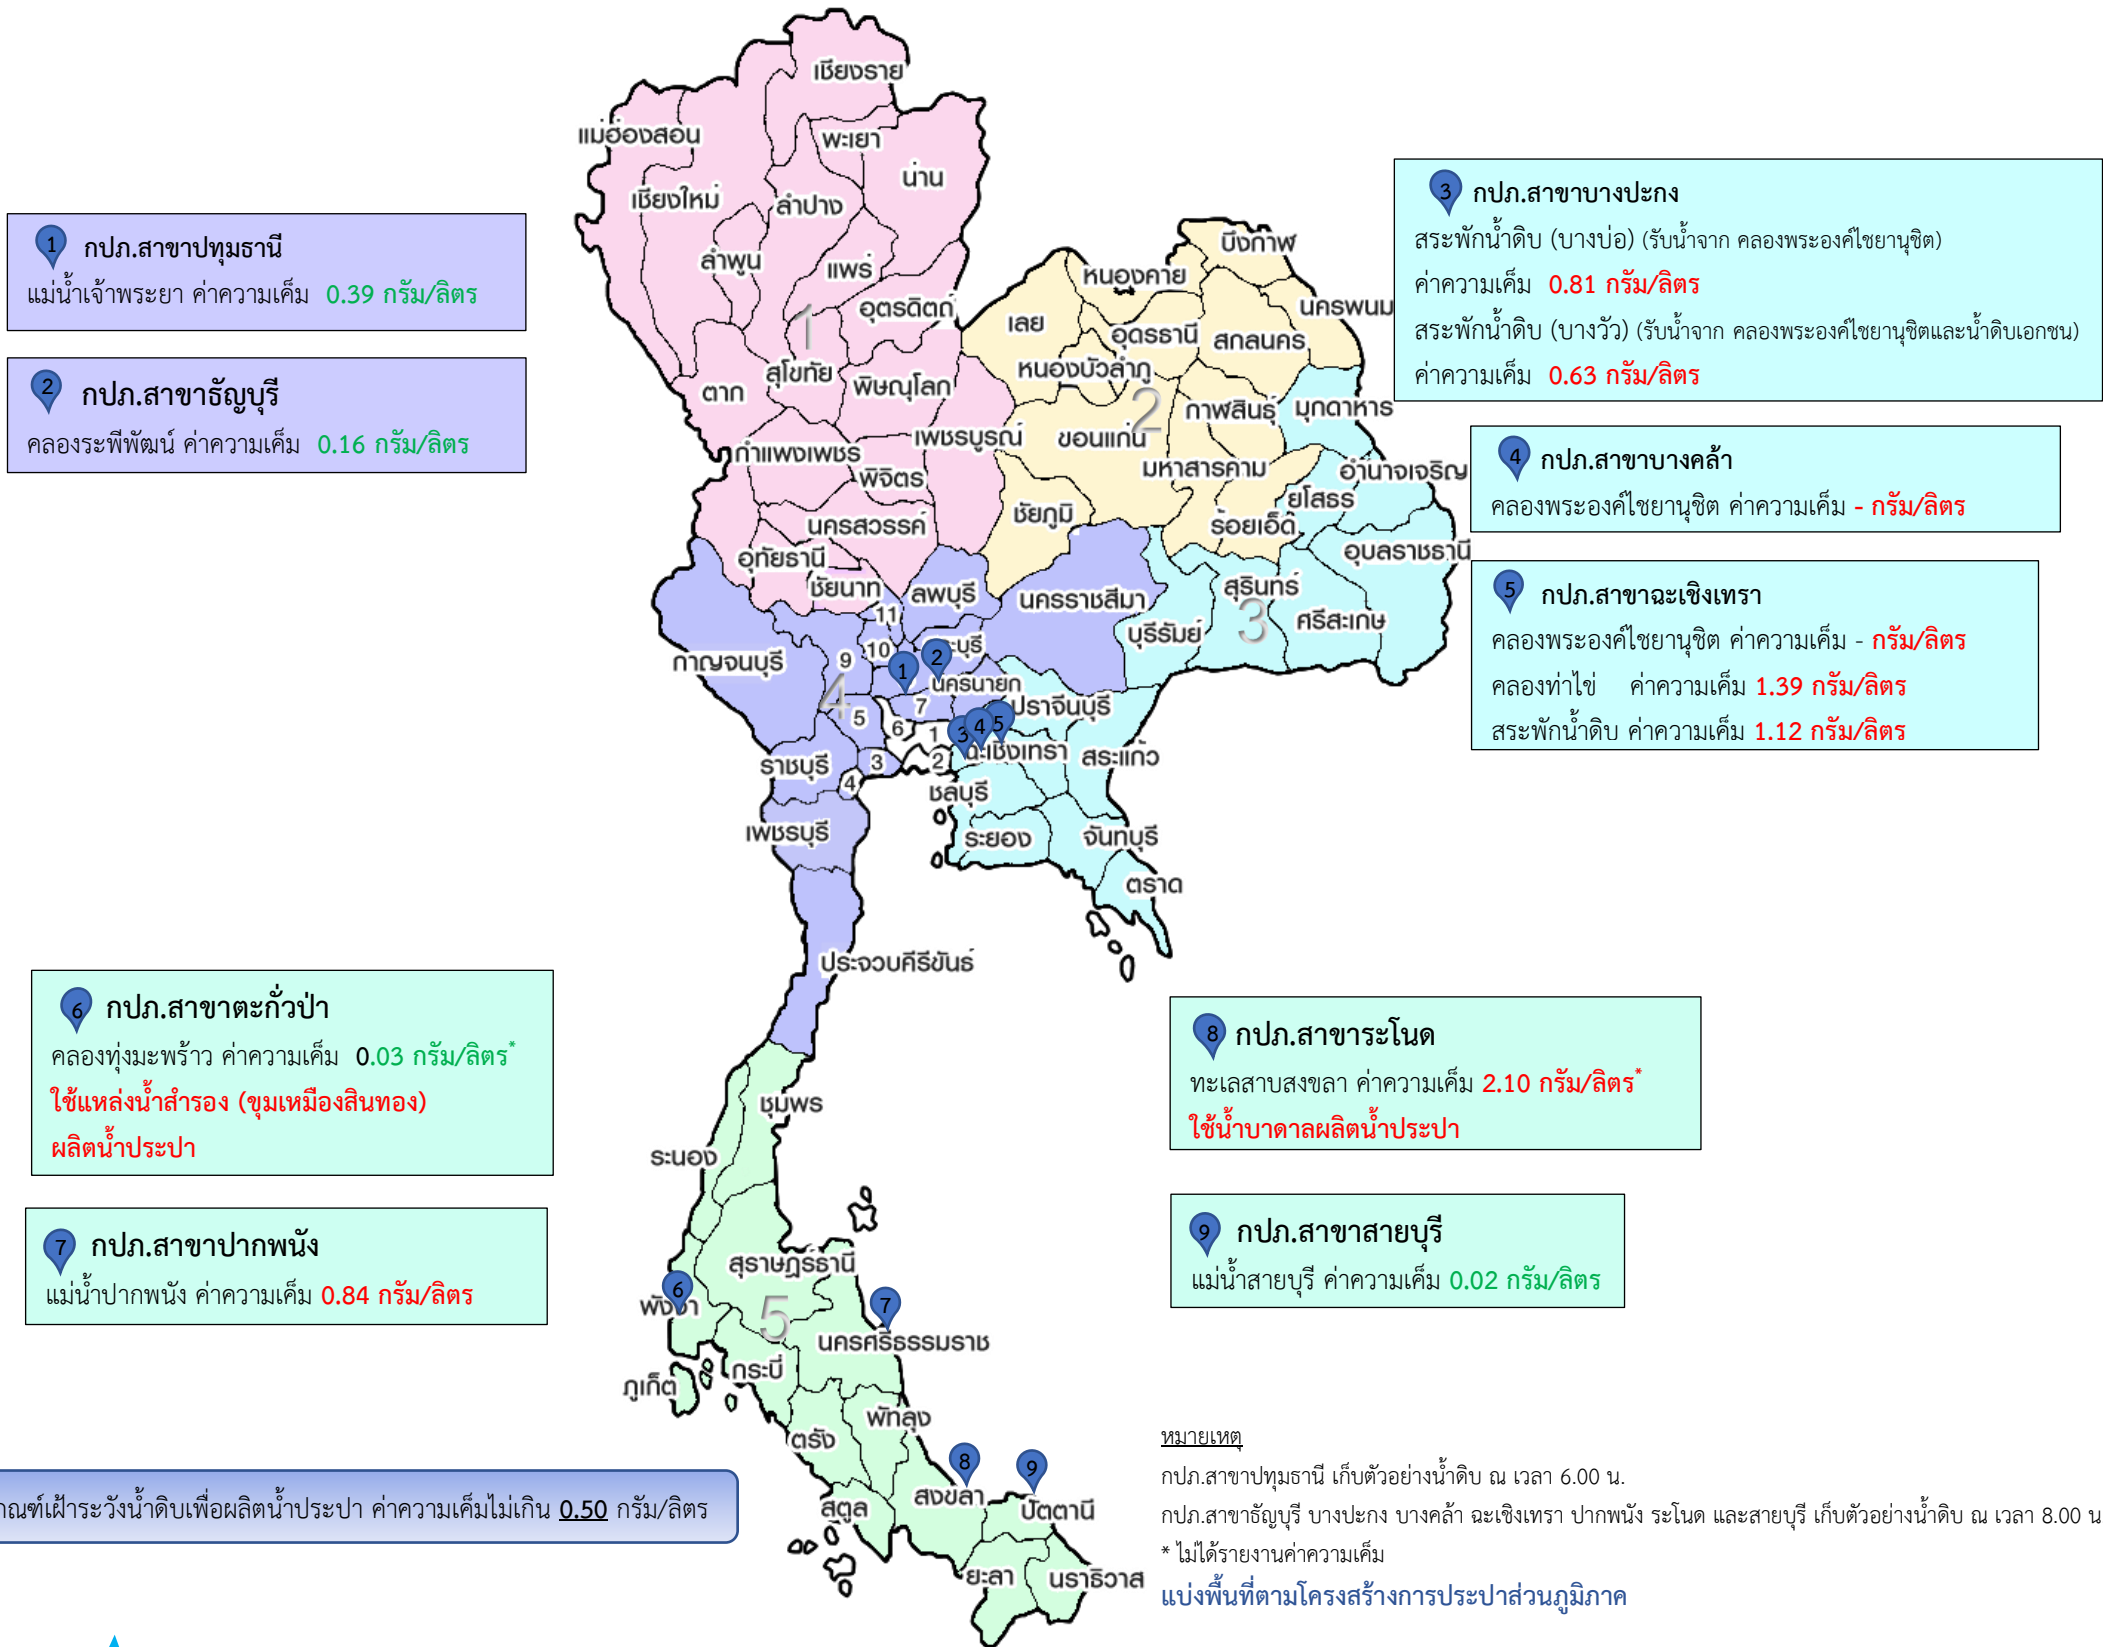 เชียงราย
แม่ฮ่องสอน
พะเยา
น่าน
เชียงใหม่
ลำปาง
ลำพูน
แพร่
อุตรดิตถ์
1
สุโขทัย
ตาก
พิษณุโลก
เพชรบูรณ์
กำแพงเพชร
พิจิตร
นครสวรรค์
อุทัยธานี
ชัยนาท
บึงกาฬ
หนองคาย
นครพนม
เลย
อุดรธานี
สกลนคร
หนองบัวลำภู
2
กาฬสินธุ์
มุกดาหาร
ขอนแก่น
มหาสารคาม
อำนาจเจริญ
ยโสธร
ชัยภูมิ
ร้อยเอ็ด
อุบลราชธานี
ลพบุรี
นครราชสีมา
สุรินทร์
3
ศรีสะเกษ
บุรีรัมย์
11
10
9
กาญจนบุรี
4
ะบุรี
1
2
นครนายก
7
5
6
1
2
ปราจีนบุรี
3
4
5
ฉะเชิงเทรา
สระแก้ว
ราชบุรี
3
4
ชลบุรี
เพชรบุรี
ระยอง
จันทบุรี
ตราด
ประจวบคีรีขันธ์
ชุมพร
ระนอง
สุราษฎร์ธานี
6
พังงา
5
7
นครศรีธรรมราช
กระบี่
ภูเก็ต
พัทลุง
ตรัง
8
สงขลา
9
ปัตตานี
สตูล
ยะลา
นราธิวาส
1 กปภ.สาขาปทุมธานี
แม่น้ำเจ้าพระยา ค่าความเค็ม 0.39 กรัม/ลิตร
2 กปภ.สาขาธัญบุรี
คลองระพีพัฒน์ ค่าความเค็ม 0.16 กรัม/ลิตร
3 กปภ.สาขาบางปะกง
สระพักน้ำดิบ (บางบ่อ) (รับน้ำจาก คลองพระองค์ไชยานุชิต)
ค่าความเค็ม 0.81 กรัม/ลิตร
สระพักน้ำดิบ (บางวัว) (รับน้ำจาก คลองพระองค์ไชยานุชิตและน้ำดิบเอกชน)
ค่าความเค็ม 0.63 กรัม/ลิตร
4 กปภ.สาขาบางคล้า
คลองพระองค์ไชยานุชิต ค่าความเค็ม - กรัม/ลิตร
5 กปภ.สาขาฉะเชิงเทรา
คลองพระองค์ไชยานุชิต ค่าความเค็ม - กรัม/ลิตร
คลองท่าไข่ ค่าความเค็ม 1.39 กรัม/ลิตร
สระพักน้ำดิบ ค่าความเค็ม 1.12 กรัม/ลิตร
6 กปภ.สาขาตะกั่วป่า
คลองทุ่งมะพร้าว ค่าความเค็ม 0.03 กรัม/ลิตร*
ใช้แหล่งน้ำสำรอง (ขุมเหมืองสินทอง)
ผลิตน้ำประปา
7 กปภ.สาขาปากพนัง
แม่น้ำปากพนัง ค่าความเค็ม 0.84 กรัม/ลิตร
8 กปภ.สาขาระโนด
ทะเลสาบสงขลา ค่าความเค็ม 2.10 กรัม/ลิตร*
ใช้น้ำบาดาลผลิตน้ำประปา
9 กปภ.สาขาสายบุรี
แม่น้ำสายบุรี ค่าความเค็ม 0.02 กรัม/ลิตร
ณฑ์เฝ้าระวังน้ำดิบเพื่อผลิตน้ำประปา ค่าความเค็มไม่เกิน 0.50 กรัม/ลิตร
หมายเหตุ
กปภ.สาขาปทุมธานี เก็บตัวอย่างน้ำดิบ ณ เวลา 6.00 น.
กปภ.สาขาธัญบุรี บางปะกง บางคล้า ฉะเชิงเทรา ปากพนัง ระโนด และสายบุรี เก็บตัวอย่างน้ำดิบ ณ เวลา 8.00 น
* ไม่ได้รายงานค่าความเค็ม
แบ่งพื้นที่ตามโครงสร้างการประปาส่วนภูมิภาค